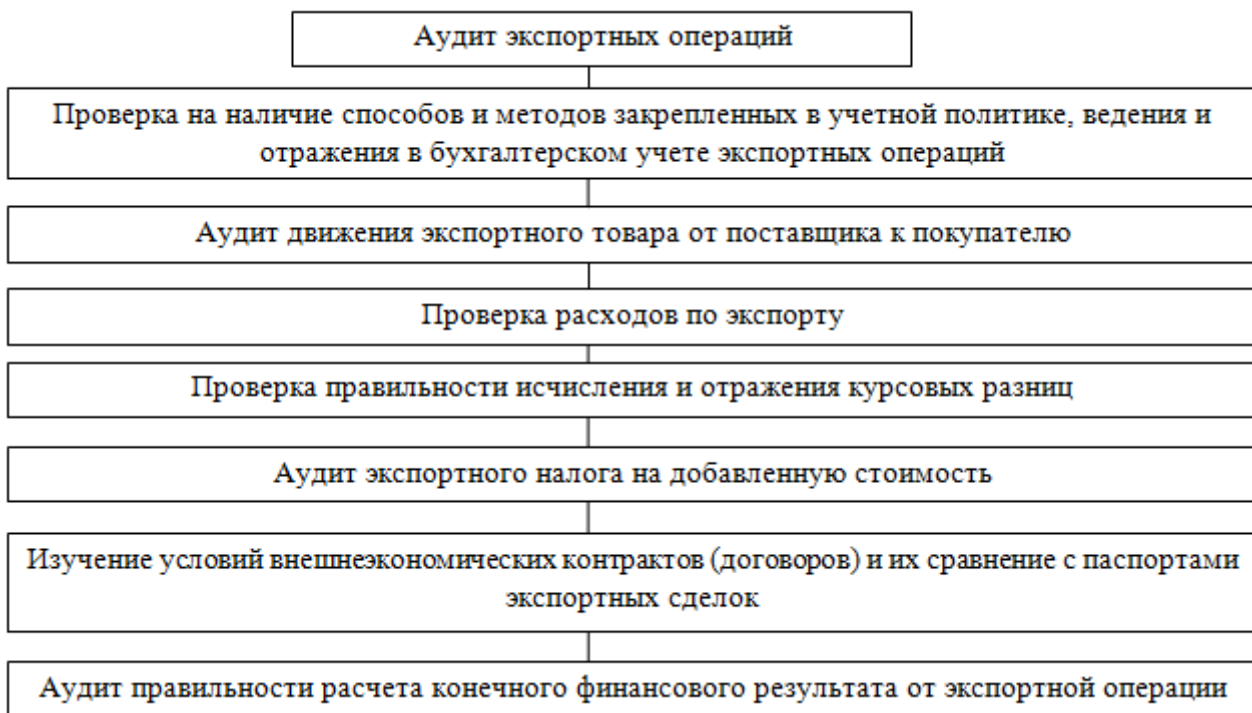 Аудит экспортных операций
Проверка на наличие способов и методов закрепленных в учетной политике, ведения и
отражения в бухгалтерском учете экспортных операций
Аудит движения экспортного товара от поставщика к покупателю
Проверка расходов по экспорту
Проверка правильности исчисления и отражения курсовых разниц
Аудит экспортного налога на добавленную стоимость
Изучение условий внешнеэкономических контрактов (договоров) и их сравнение с паспортами
экспортных сделок
Аудит правильности расчета конечного финансового результата от экспортной операции